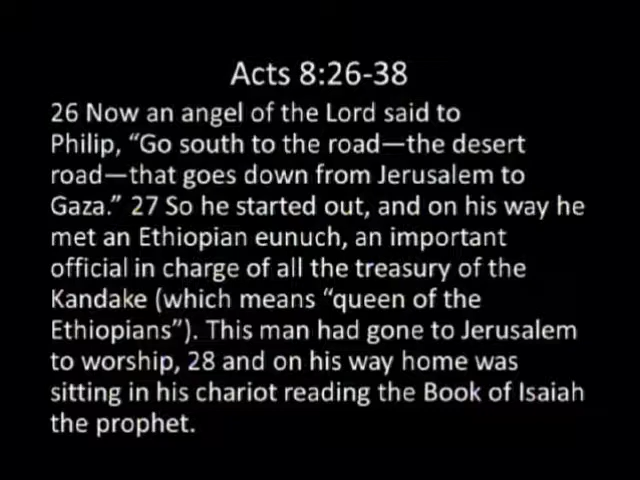 Acts 8:26-38
26 Now an angel of the Lord said to
Philip, “Go south to the road—the desert
road—that goes down from Jerusalem to
Gaza.” 27 So he started out, and on his way he
met an Ethiopian eunuch, an important
official in charge of all the treasury of the
Kandake (which means “queen of the
Ethiopians”). This man had gone to Jerusalem
to worship, 28 and on his way home was
sitting in his chariot reading the Book of Isaiah
the prophet.